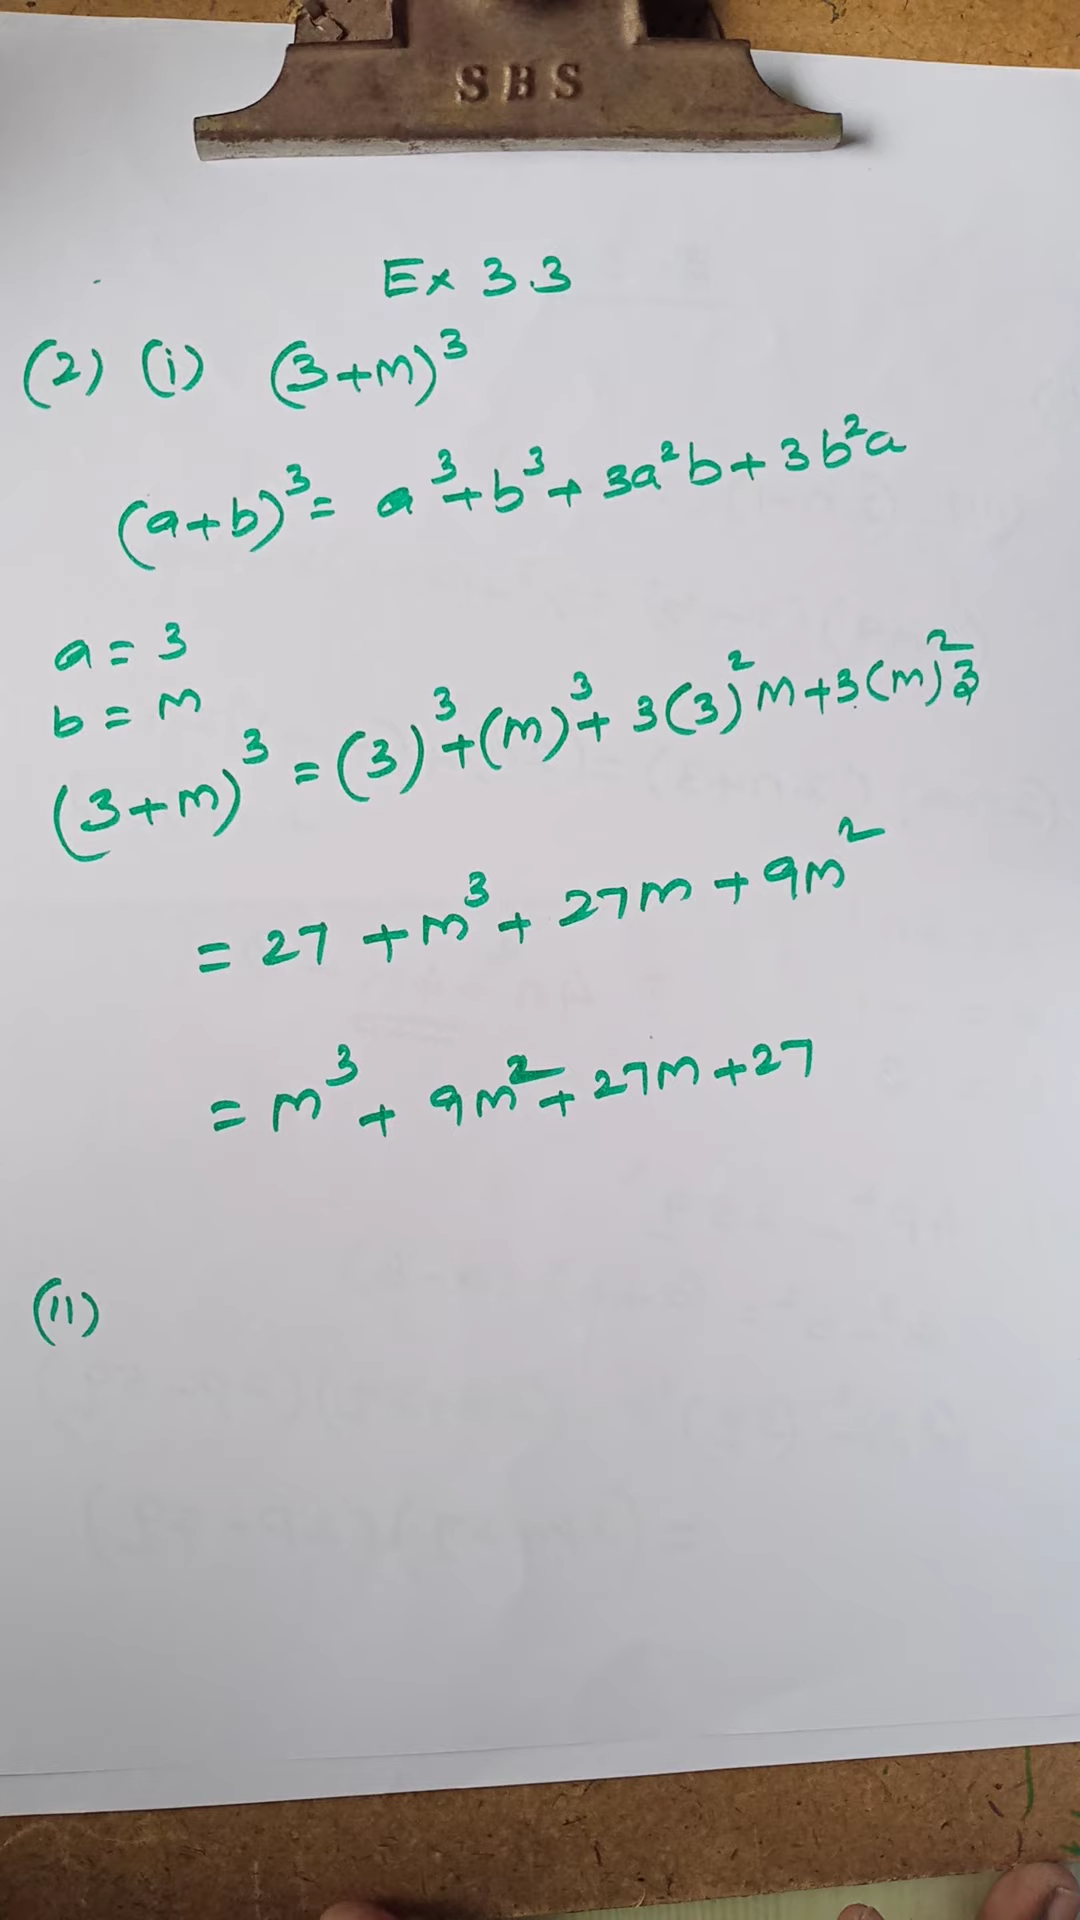 SBS
Ex 3.3
(2) (i) (3+m)³
(a+b)³ = a³+b³+ 3a²b+3b²a
a = 3
b = m
(3+m)³ = (3)³+(m)³+ 3(3)²m+3(m)²3
= 27 +m³+ 27m + 9m²
= m³ + 9m²+ 27m+27
(11)